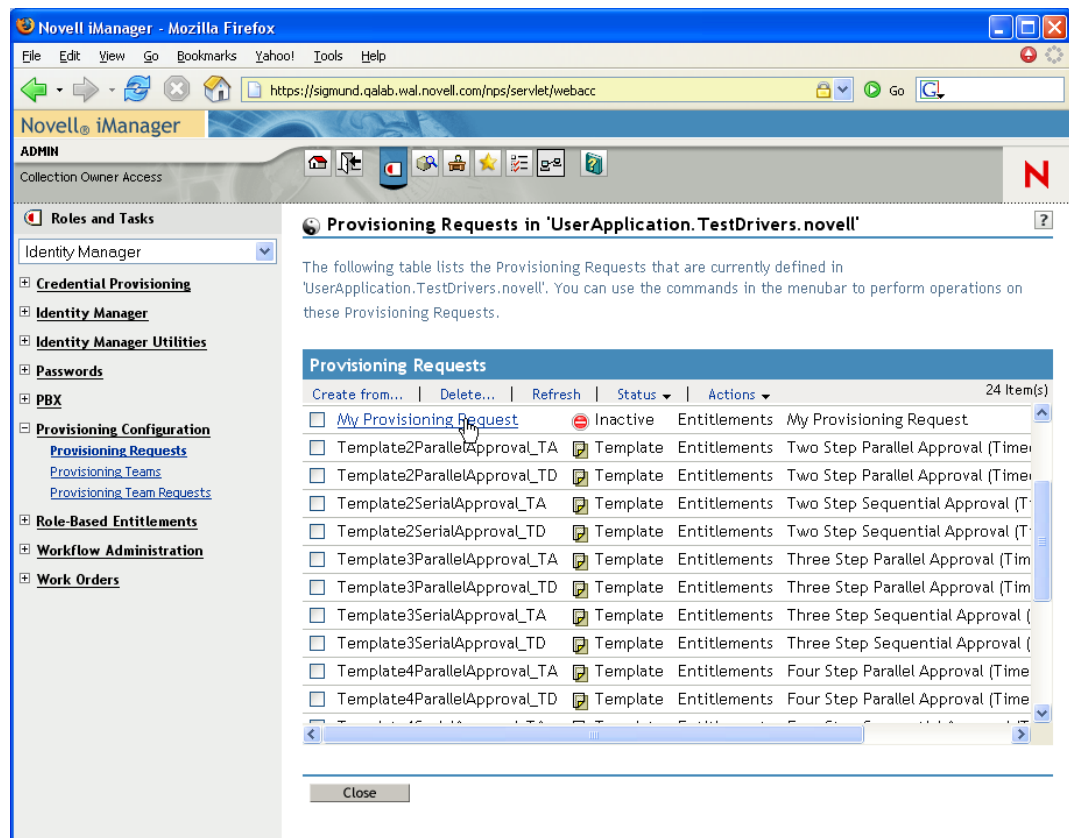 Novell iManager - Mozilla Firefox
File Edit View Go Bookmarks Yahoo! Tools Help
https://sigmund.qalab.wal.novell.com/nps/servlet/webacc Go G
Novell® iManager
ADMIN
Collection Owner Access
N
Roles and Tasks
Identity Manager
Credential Provisioning
Identity Manager
Identity Manager Utilities
Passwords
PBX
Provisioning Configuration
Provisioning Requests
Provisioning Teams
Provisioning Team Requests
Role-Based Entitlements
Workflow Administration
Work Orders
Provisioning Requests in 'UserApplication.TestDrivers.novell' ?
The following table lists the Provisioning Requests that are currently defined in
'UserApplication.TestDrivers.novell'. You can use the commands in the menubar to perform operations on
these Provisioning Requests.
Provisioning Requests
Create from... | Delete... | Refresh | Status | Actions 24 Item(s)
My Provisioning Request Inactive Entitlements My Provisioning Request
Template2ParallelApproval_TA Template Entitlements Two Step Parallel Approval (Time
Template2ParallelApproval_TD Template Entitlements Two Step Parallel Approval (Time
Template2SerialApproval_TA Template Entitlements Two Step Sequential Approval (T
Template2SerialApproval_TD Template Entitlements Two Step Sequential Approval (T
Template3ParallelApproval_TA Template Entitlements Three Step Parallel Approval (Tim
Template3ParallelApproval_TD Template Entitlements Three Step Parallel Approval (Tim
Template3SerialApproval_TA Template Entitlements Three Step Sequential Approval (
Template3SerialApproval_TD Template Entitlements Three Step Sequential Approval (
Template4ParallelApproval_TA Template Entitlements Four Step Parallel Approval (Time
Template4ParallelApproval_TD Template Entitlements Four Step Parallel Approval (Time
Close